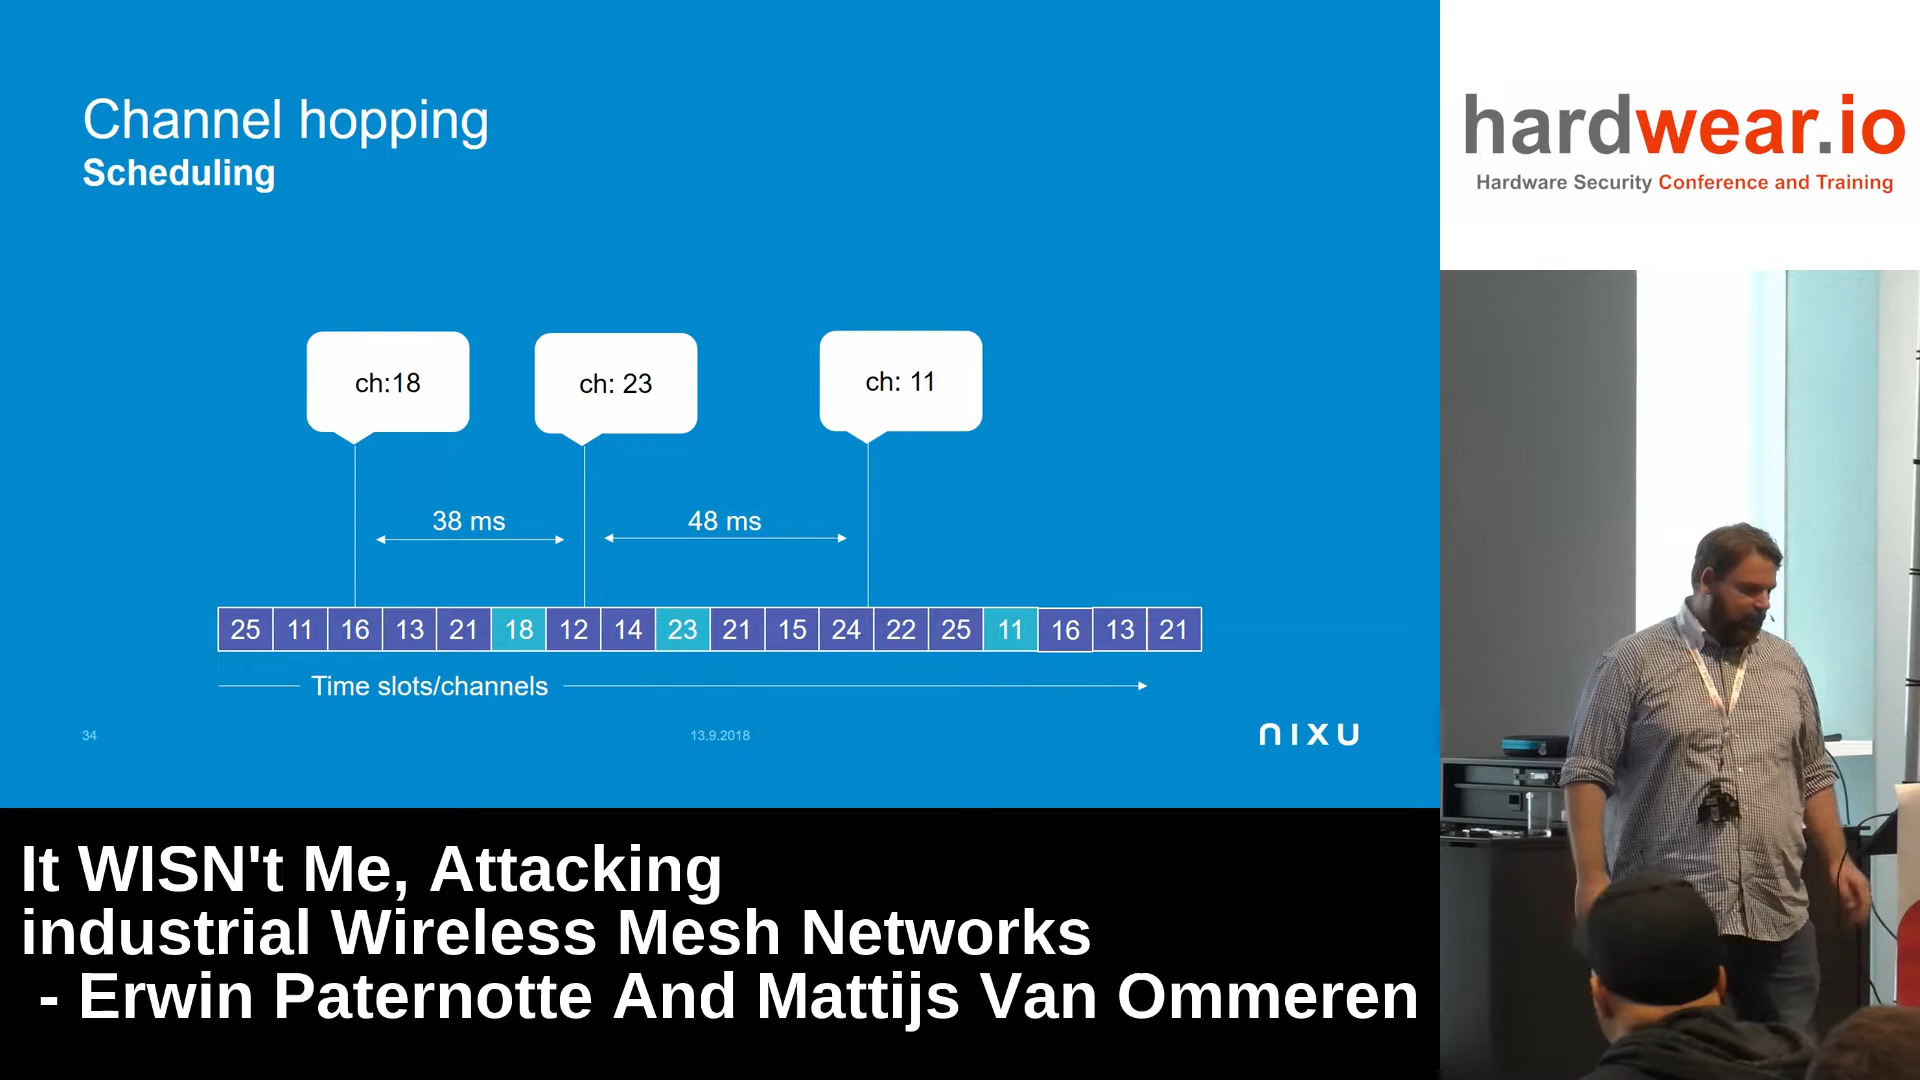 Channel hopping
Scheduling
ch:18
ch: 23
ch: 11
38 ms
48 ms
25 11 16 13 21 18 12 14 23 21 15 24 22 25 11 16 13 21
Time slots/channels
34
13.9.2018
NIXU
hardwear.io
Hardware Security Conference and Training
It WISN't Me, Attacking
industrial Wireless Mesh Networks
- Erwin Paternotte And Mattijs Van Ommeren